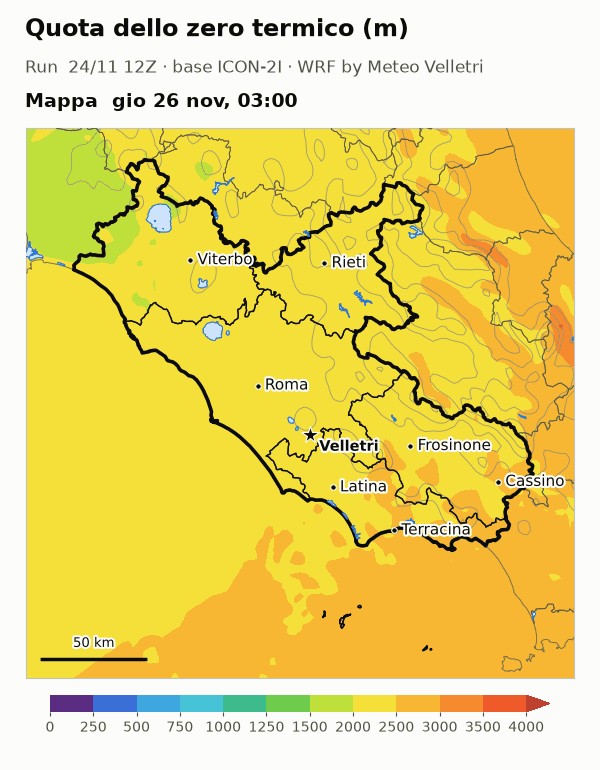 Quota dello zero termico (m)
Run 24/11 12Z · base ICON-2I · WRF by Meteo Velletri
Mappa gio 26 nov, 03:00
Viterbo
Rieti
Roma
Velletri
Frosinone
Latina
Cassino
Terracina
50 km
0 250 500 750 1000 1250 1500 2000 2500 3000 3500 4000